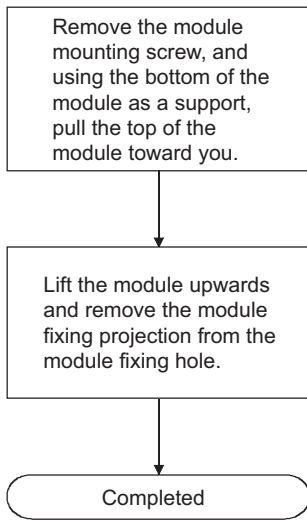 Remove the module
mounting screw, and
using the bottom of the
module as a support,
pull the top of the
module toward you.
Lift the module upwards
and remove the module
fixing projection from the
module fixing hole.
Completed